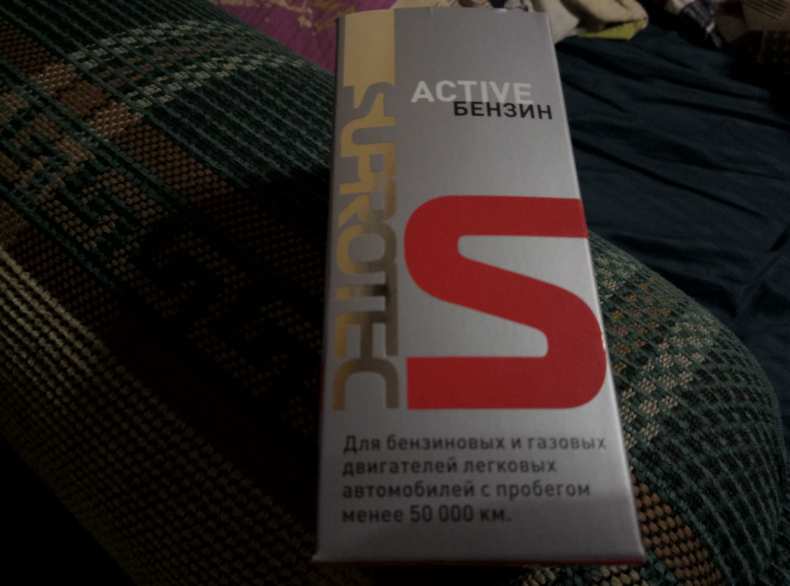 ACTIVE
БЕНЗИН
SUPROTEC
S
Для бензиновых и газовых
двигателей легковых
автомобилей с пробегом
менее 50 000 км.